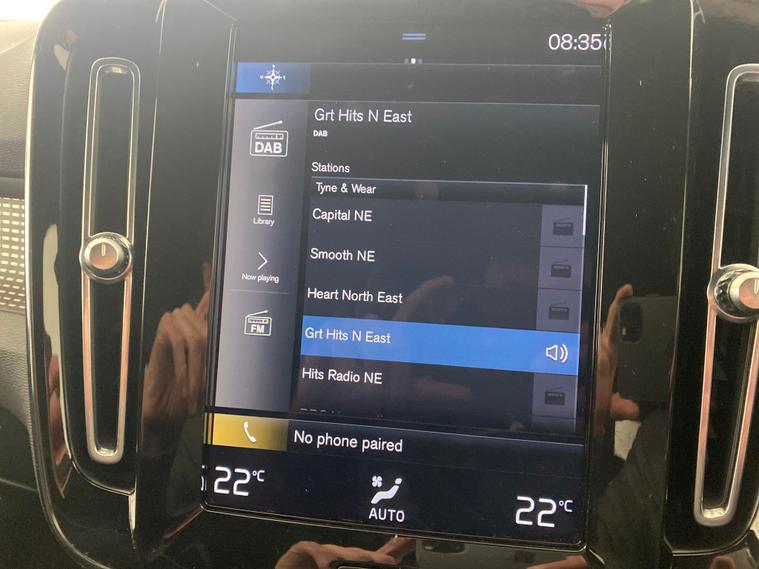 08:35
Grt Hits N East
DAB
DAB
Stations
Tyne & Wear
Capital NE
Library
Smooth NE
Now playing
Heart North East
FM
Grt Hits N East
Hits Radio NE
No phone paired
22°C
AUTO
22°C